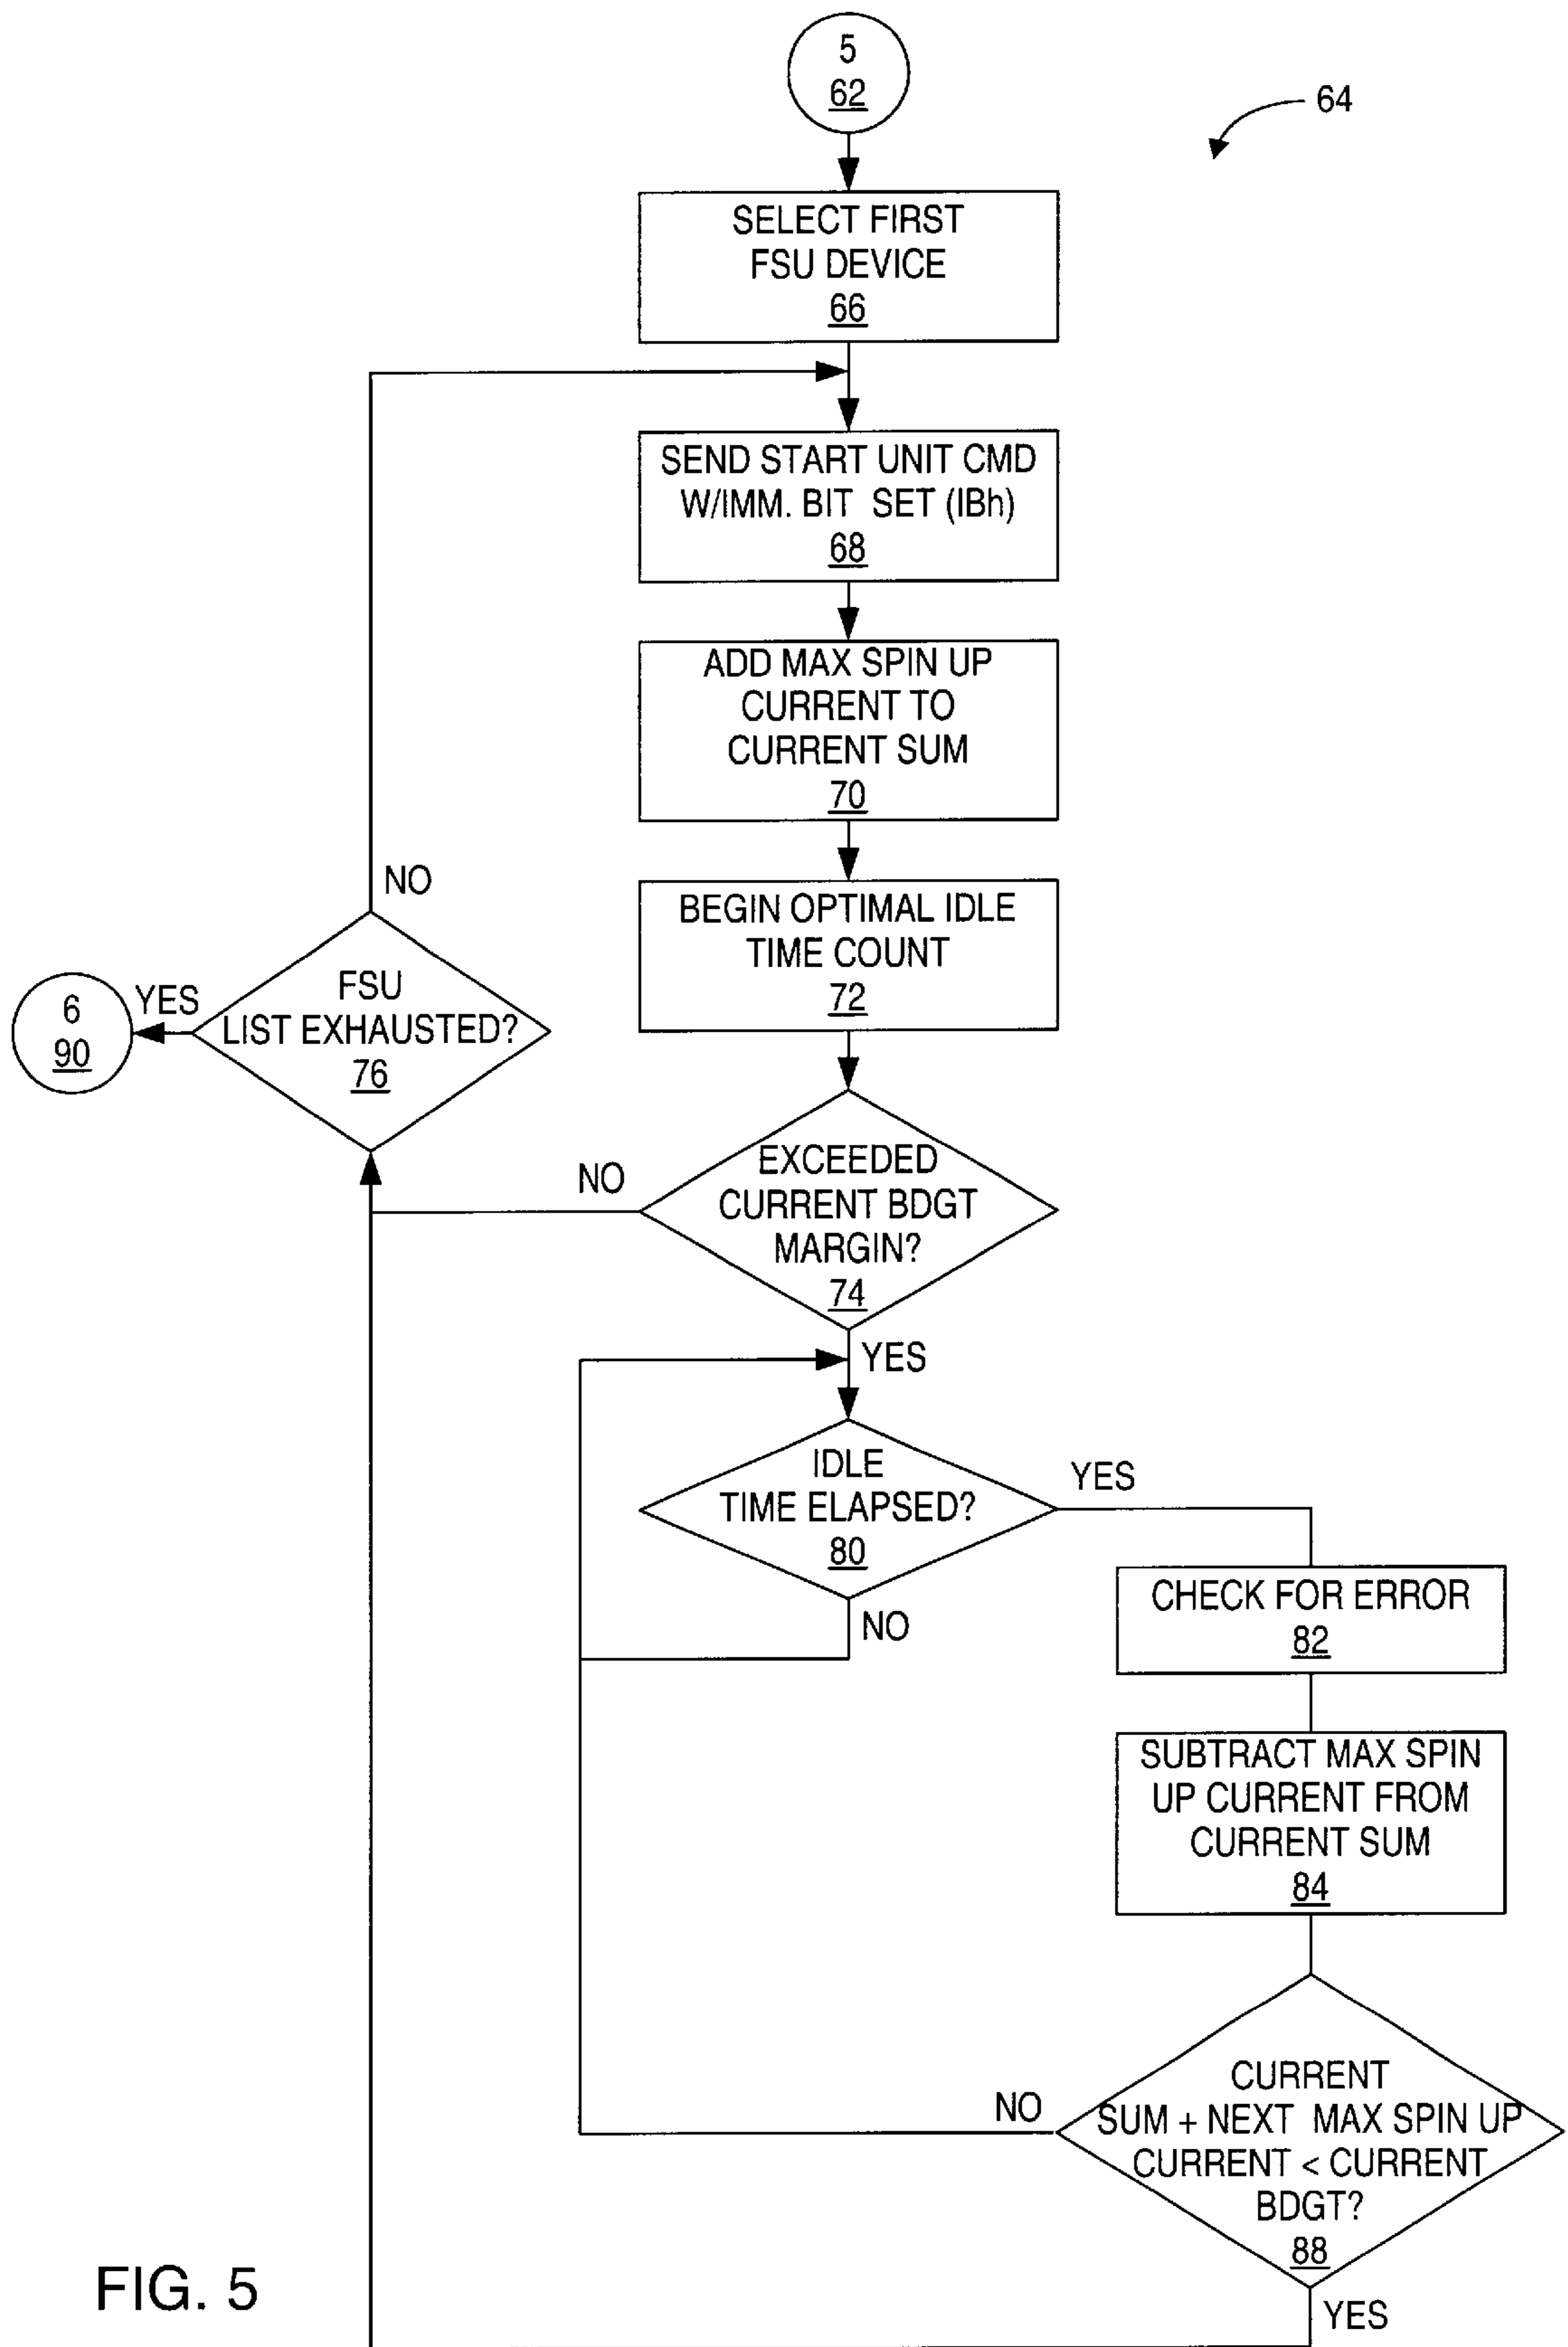 5
62
64
SELECT FIRST
FSU DEVICE
66
SEND START UNIT CMD
W/IMM. BIT SET (IBh)
68
ADD MAX SPIN UP
CURRENT TO
CURRENT SUM
70
NO
BEGIN OPTIMAL IDLE
TIME COUNT
72
FSU
LIST EXHAUSTED?
76
YES
6
90
EXCEEDED
CURRENT BDGT
MARGIN?
74
NO
YES
IDLE
TIME ELAPSED?
80
YES
NO
CHECK FOR ERROR
82
SUBTRACT MAX SPIN
UP CURRENT FROM
CURRENT SUM
84
CURRENT
SUM + NEXT MAX SPIN UP
CURRENT < CURRENT
BDGT?
88
NO
YES
FIG. 5